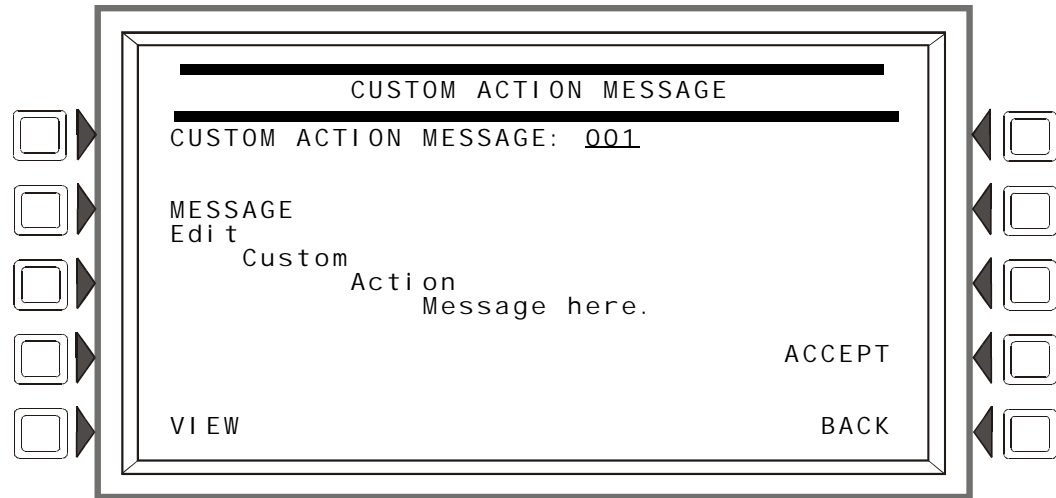 CUSTOM ACTION MESSAGE
CUSTOM ACTION MESSAGE: 001
MESSAGE
Edit
Custom
Action
Message here.
ACCEPT
VIEW
BACK